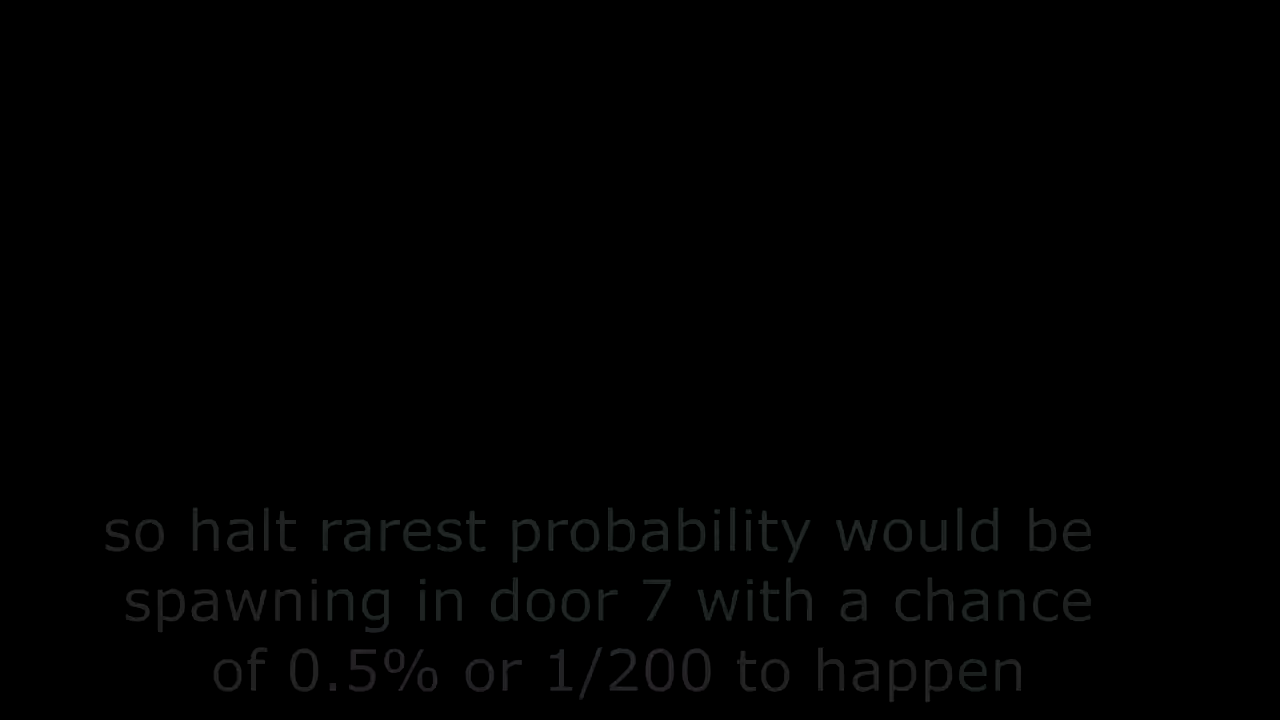 so halt rarest probability would be
spawning in door 7 with a chance
of 0.5% or 1/200 to happen